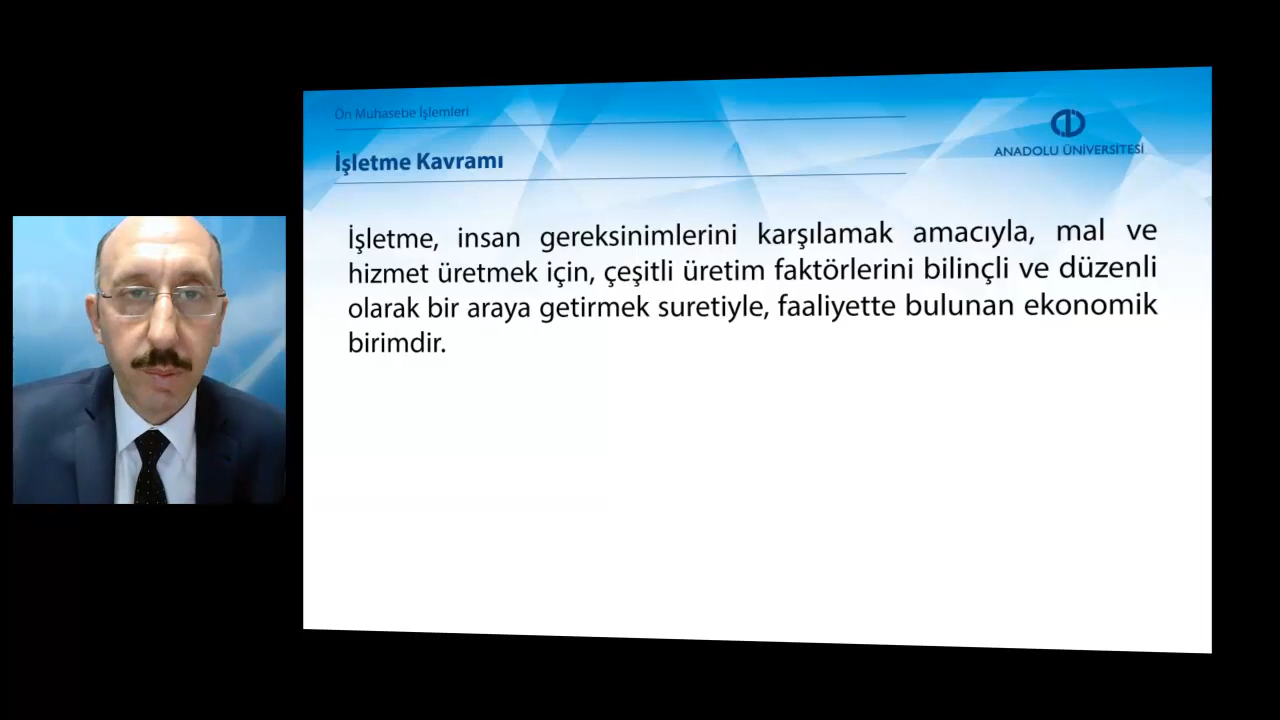 Ön Muhasebe İşlemleri
ANADOLU ÜNİVERSİTESİ
İşletme Kavramı
İşletme, insan gereksinimlerini karşılamak amacıyla, mal ve
hizmet üretmek için, çeşitli üretim faktörlerini bilinçli ve düzenli
olarak bir araya getirmek suretiyle, faaliyette bulunan ekonomik
birimdir.